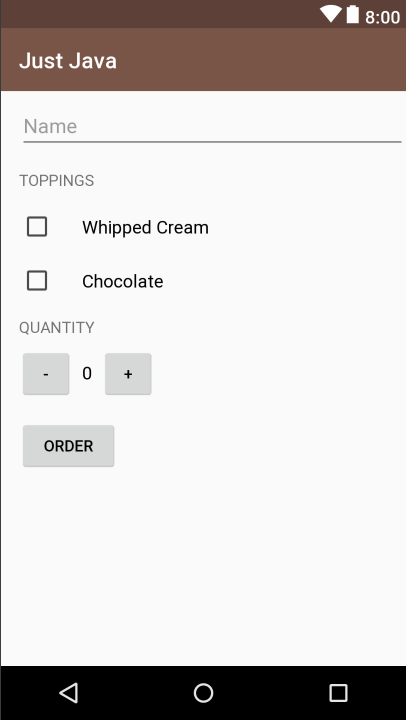 8:00
Just Java
Name
TOPPINGS
Whipped Cream
Chocolate
QUANTITY
- 0 +
ORDER